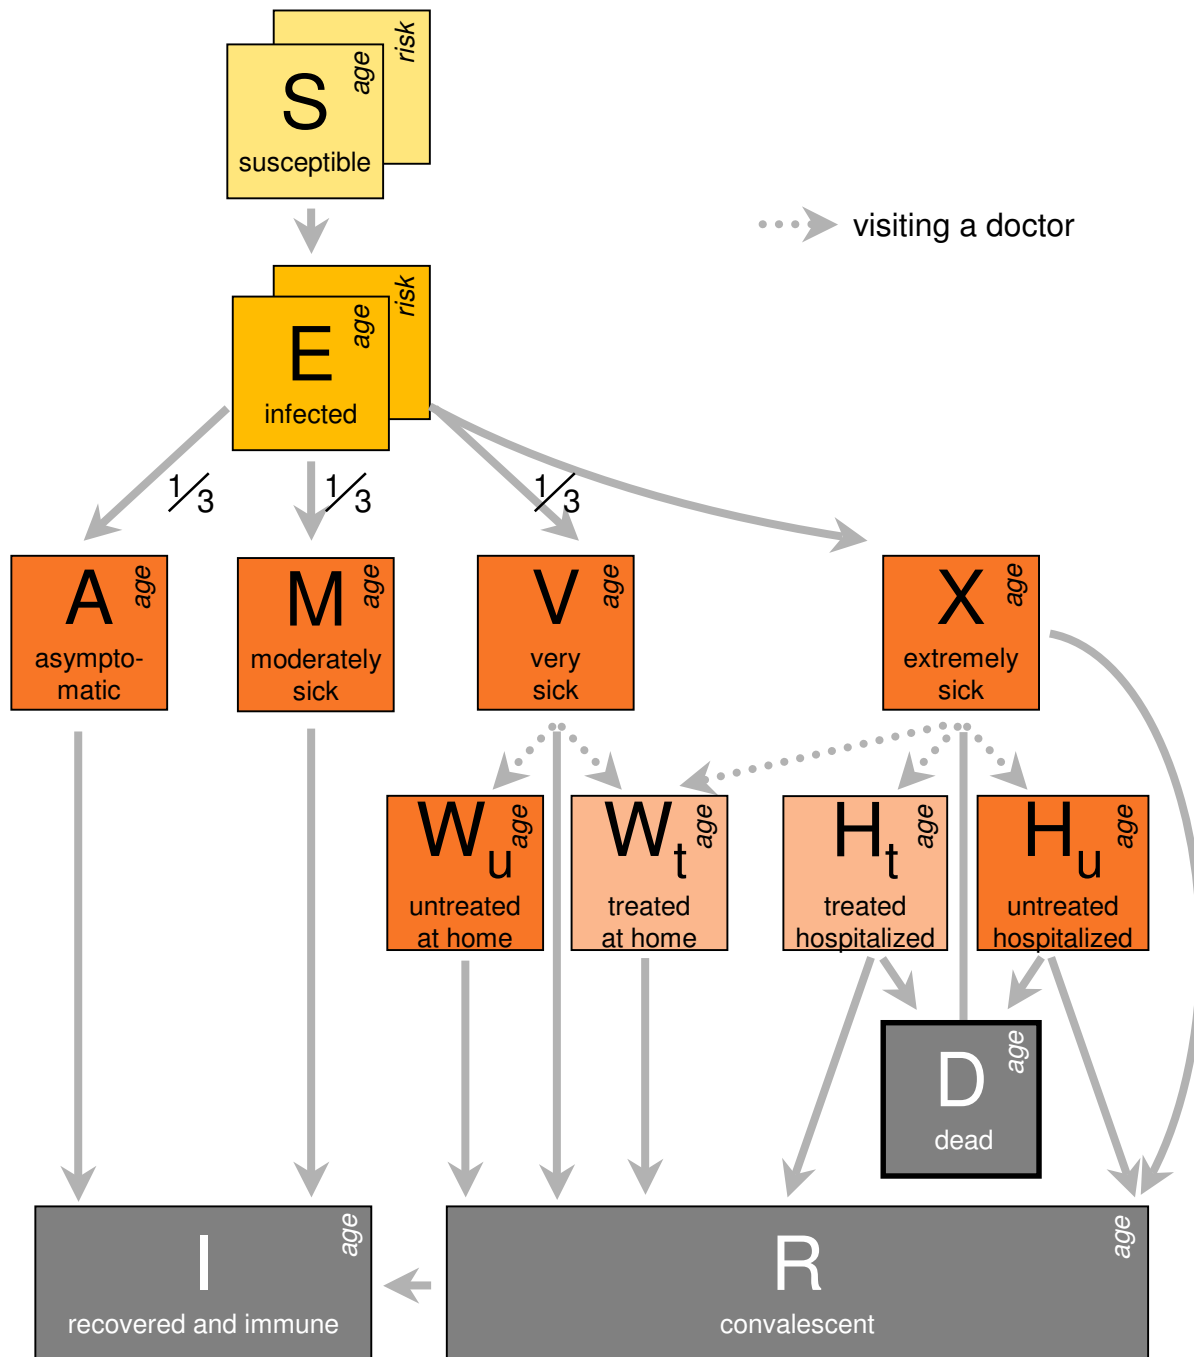 risk
age
S
susceptible
visiting a doctor
risk
age
E
infected
1/3
1/3
1/3
A
age
asympto-
matic
M
age
moderately
sick
V
age
very
sick
X
age
extremely
sick
Wu
age
untreated
at home
Wt
age
treated
at home
Ht
age
treated
hospitalized
Hu
age
untreated
hospitalized
D
age
dead
I
age
recovered and immune
R
age
convalescent